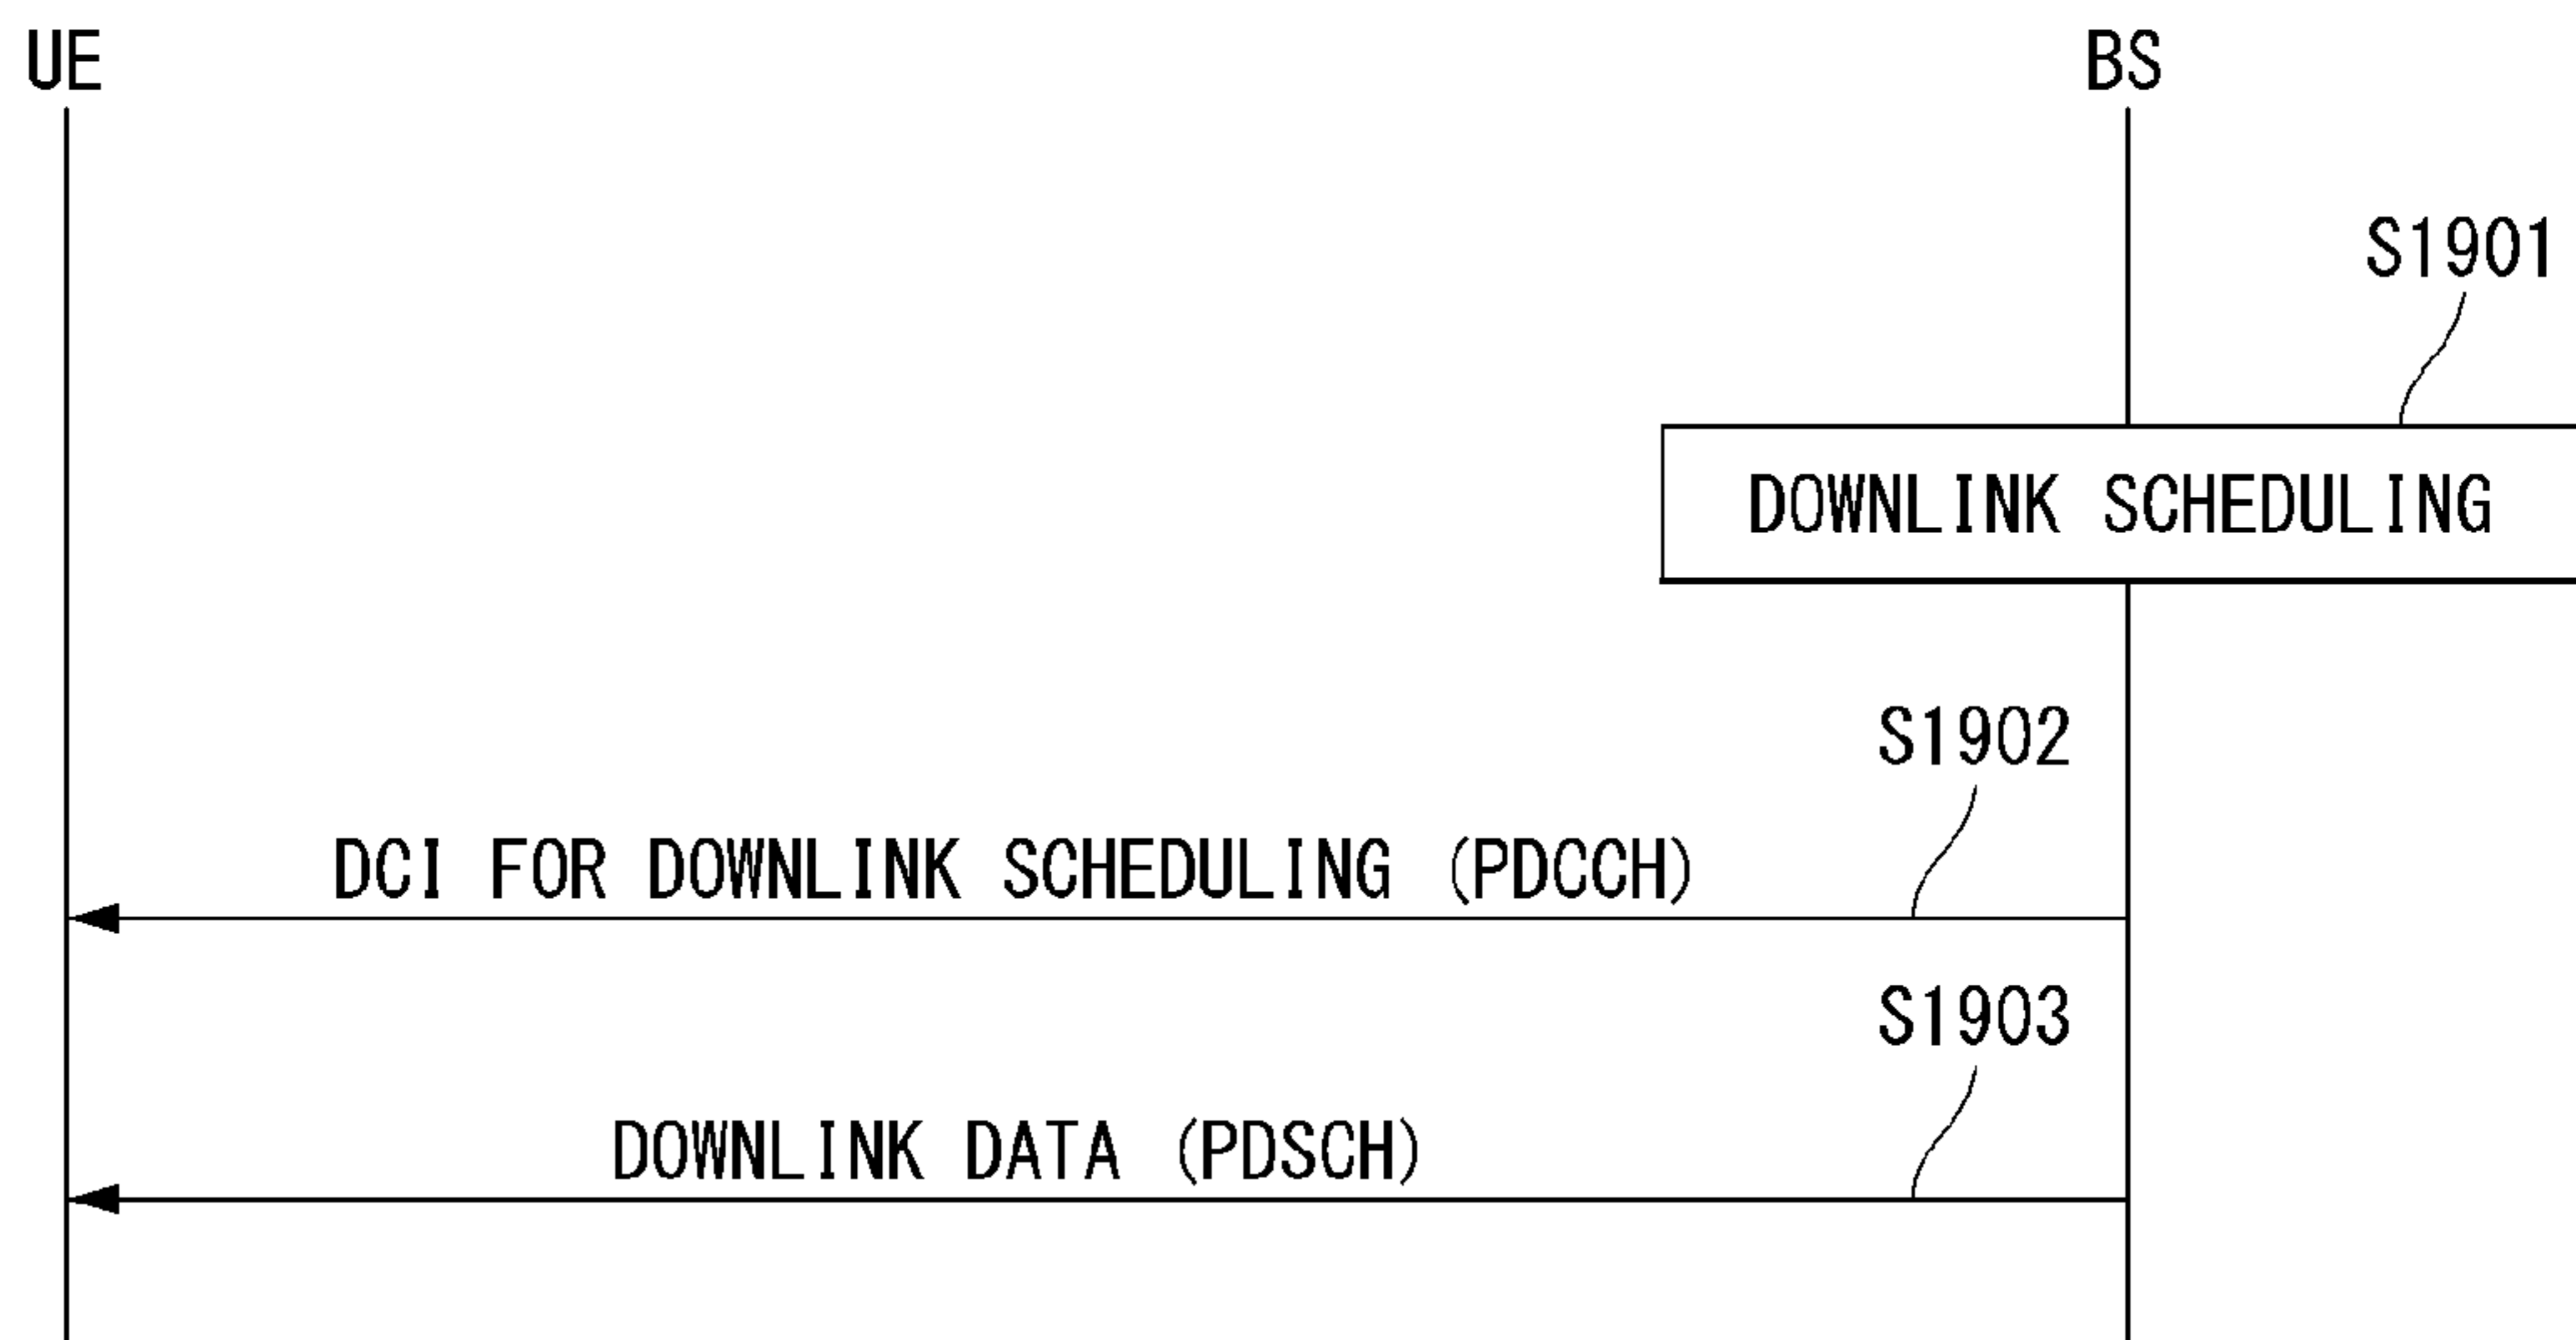 UE
BS
S1901
DOWNLINK SCHEDULING
S1902
DCI FOR DOWNLINK SCHEDULING (PDCCH)
S1903
DOWNLINK DATA (PDSCH)